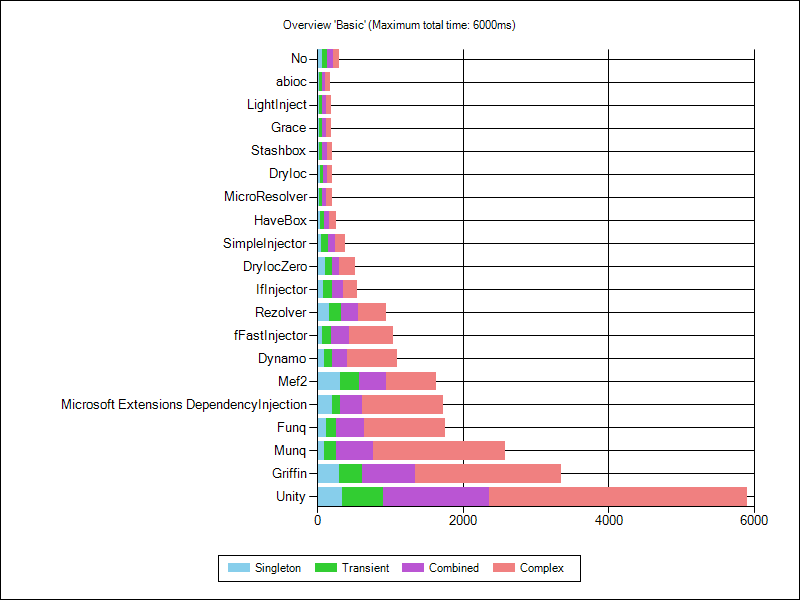 Overview 'Basic' (Maximum total time: 6000ms)
No
abioc
LightInject
Grace
Stashbox
DryIoc
MicroResolver
HaveBox
SimpleInjector
DryIocZero
IfInjector
Rezolver
fFastInjector
Dynamo
Mef2
Microsoft Extensions DependencyInjection
Funq
Munq
Griffin
Unity
0 2000 4000 6000
Singleton Transient Combined Complex